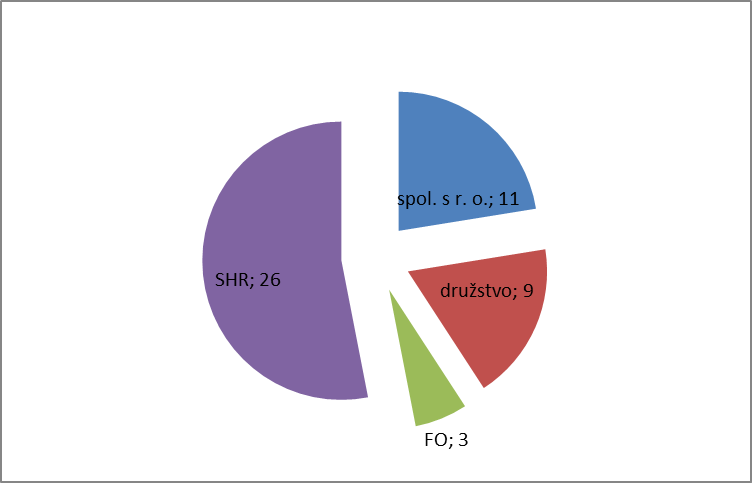 spol. s r. o.; 11
SHR; 26
družstvo; 9
FO; 3